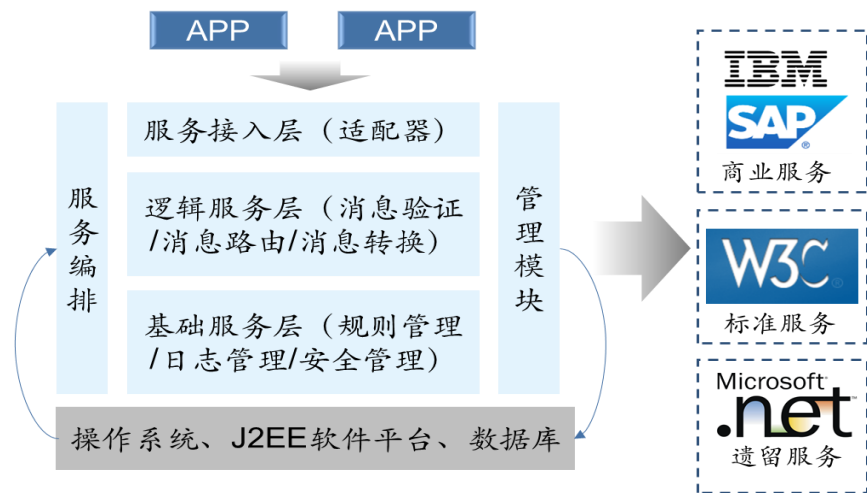 APP
APP
服务接入层（适配器）
服务编排
逻辑服务层（消息验证
/消息路由/消息转换）
管理模块
基础服务层（规则管理
/日志管理/安全管理）
操作系统、J2EE软件平台、数据库
IBM
SAP
®
商业服务
W3C®
标准服务
Microsoft
.net
遗留服务